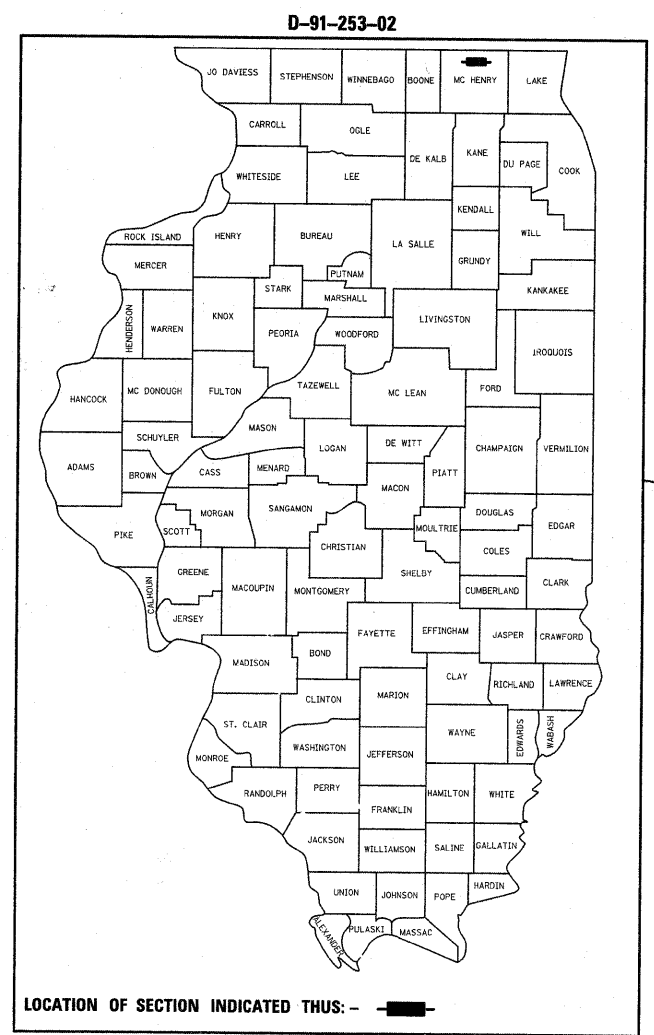 D-91-253-02
JO DAVIESS
STEPHENSON
WINNEBAGO
BOONE
MC HENRY
LAKE
CARROLL
OGLE
DE KALB
KANE
DU PAGE
COOK
WHITESIDE
LEE
KENDALL
WILL
ROCK ISLAND
HENRY
BUREAU
LA SALLE
GRUNDY
MERCER
PUTNAM
STARK
MARSHALL
KANKAKEE
HENDERSON
WARREN
KNOX
PEORIA
WOODFORD
LIVINGSTON
IROQUOIS
HANCOCK
MC DONOUGH
FULTON
TAZEWELL
MC LEAN
FORD
MASON
SCHUYLER
LOGAN
DE WITT
CHAMPAIGN
VERMILION
ADAMS
BROWN
CASS
MENARD
MACON
PIATT
MORGAN
SANGAMON
DOUGLAS
EDGAR
PIKE
SCOTT
CHRISTIAN
MOULTRIE
COLES
GREENE
MACOUPIN
MONTGOMERY
SHELBY
CUMBERLAND
CLARK
CALHOUN
JERSEY
FAYETTE
EFFINGHAM
JASPER
CRAWFORD
MADISON
BOND
CLAY
RICHLAND
LAWRENCE
CLINTON
MARION
ST. CLAIR
WAYNE
EDWARDS
WABASH
WASHINGTON
JEFFERSON
MONROE
RANDOLPH
PERRY
HAMILTON
WHITE
FRANKLIN
JACKSON
WILLIAMSON
SALINE
GALLATIN
UNION
JOHNSON
POPE
HARDIN
ALEXANDER
PULASKI
MASSAC
LOCATION OF SECTION INDICATED THUS: -